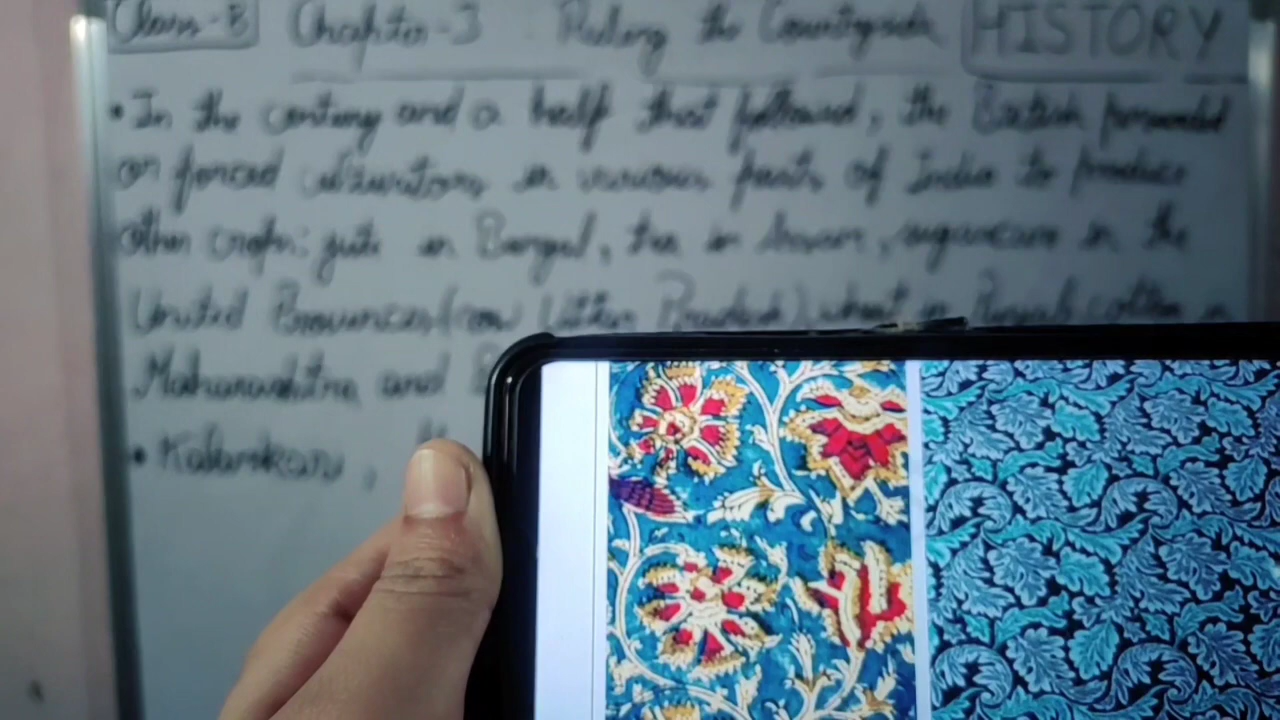 Class-8 Chapter-3 Ruling the Countryside HISTORY
• In the century and a half that followed, the British persuaded
or forced cultivators in various parts of India to produce
other crops: jute in Bengal, tea in Assam, sugarcane in the
United Provinces (now Uttar Pradesh), wheat in Punjab, cotton in
Maharashtra and
• Kalamkari,